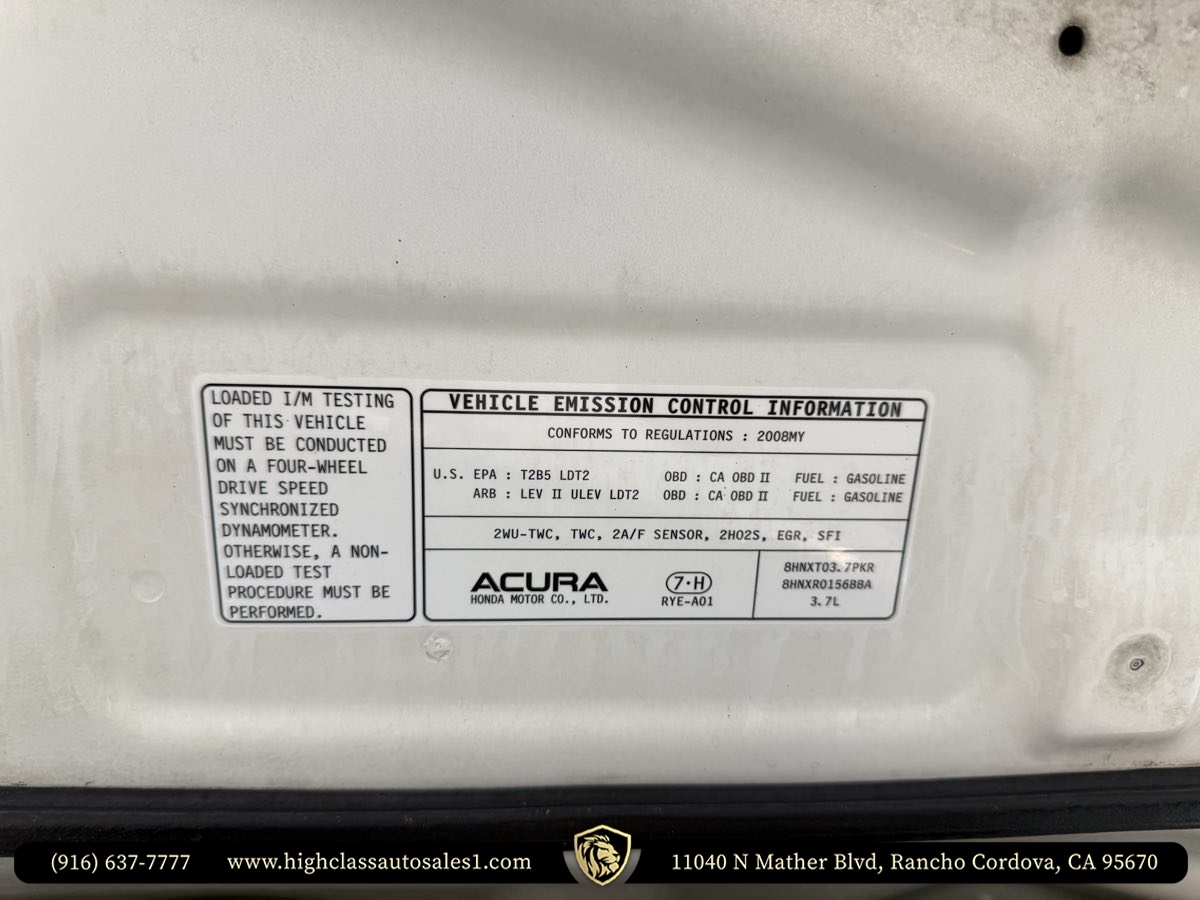 LOADED I/M TESTING
OF THIS VEHICLE
MUST BE CONDUCTED
ON A FOUR-WHEEL
DRIVE SPEED
SYNCHRONIZED
DYNAMOMETER.
OTHERWISE, A NON-
LOADED TEST
PROCEDURE MUST BE
PERFORMED.
VEHICLE EMISSION CONTROL INFORMATION
CONFORMS TO REGULATIONS : 2008MY
U.S. EPA : T2B5 LDT2 OBD : CA OBD II FUEL : GASOLINE
ARB : LEV II ULEV LDT2 OBD : CA OBD II FUEL : GASOLINE
2WU-TWC, TWC, 2A/F SENSOR, 2HO2S, EGR, SFI
ACURA
HONDA MOTOR CO., LTD.
7·H
RYE-A01
8HNXT03.7PKR
8HNXR0156BBA
3.7L
(916) 637-7777 www.highclassautosales1.com 11040 N Mather Blvd, Rancho Cordova, CA 95670